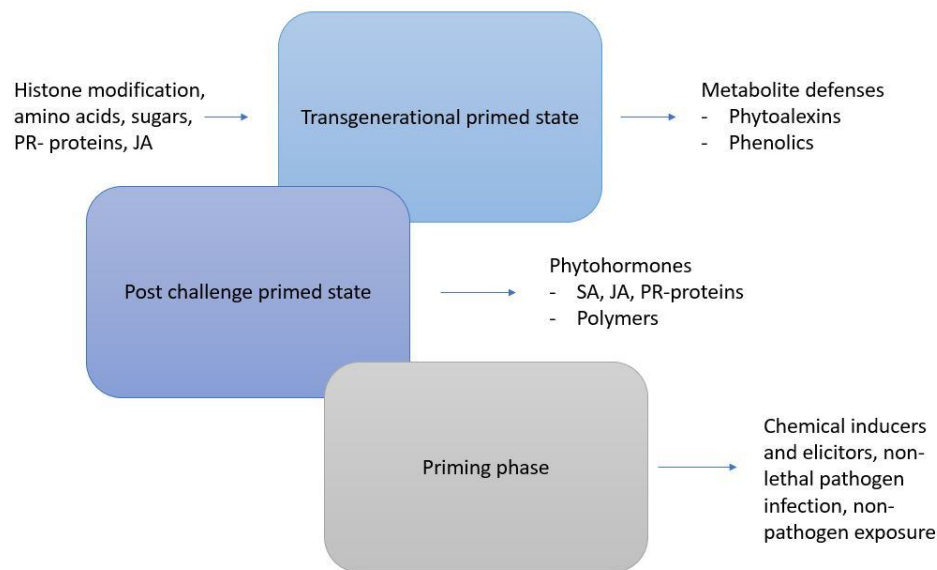 Histone modification,
amino acids, sugars,
PR- proteins, JA
Transgenerational primed state
Metabolite defenses
- Phytoalexins
- Phenolics
Post challenge primed state
Phytohormones
- SA, JA, PR-proteins
- Polymers
Priming phase
Chemical inducers
and elicitors, non-
lethal pathogen
infection, non-
pathogen exposure